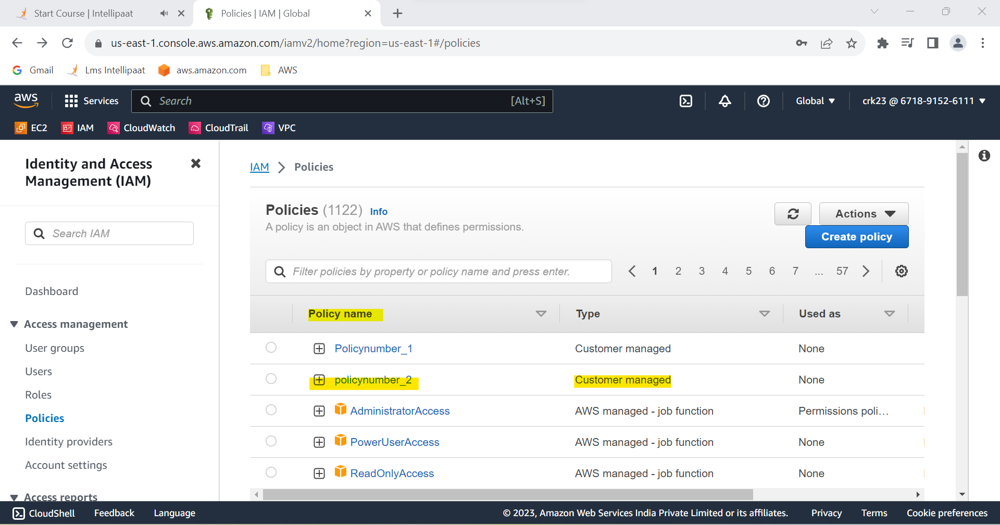 Start Course | Intellipaat
Policies | IAM | Global
us-east-1.console.aws.amazon.com/iamv2/home?region=us-east-1#/policies
Gmail
Lms Intellipaat
aws.amazon.com
AWS
aws
Services
Search
[Alt+S]
Global
crk23 @ 6718-9152-6111
EC2
IAM
CloudWatch
CloudTrail
VPC
Identity and Access
Management (IAM)
Search IAM
Dashboard
Access management
User groups
Users
Roles
Policies
Identity providers
Account settings
Access reports
IAM
Policies
Policies (1122) Info
A policy is an object in AWS that defines permissions.
Actions
Create policy
Filter policies by property or policy name and press enter.
1 2 3 4 5 6 7 ... 57
Policy name Type Used as
Policynumber_1 Customer managed None
policynumber_2 Customer managed None
AdministratorAccess AWS managed - job function Permissions poli...
PowerUserAccess AWS managed - job function None
ReadOnlyAccess AWS managed - job function None
CloudShell Feedback Language © 2023, Amazon Web Services India Private Limited or its affiliates. Privacy Terms Cookie preferences